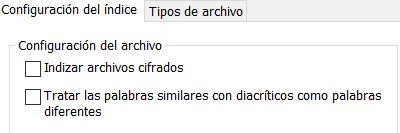 Configuración del índice Tipos de archivo
Configuración del archivo
Indizar archivos cifrados
Tratar las palabras similares con diacríticos como palabras
diferentes